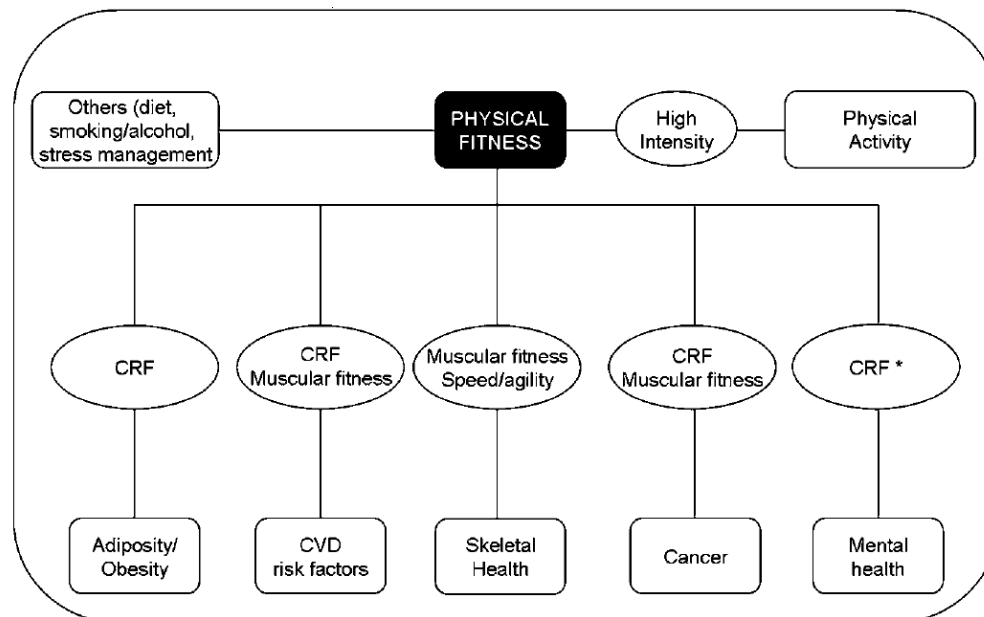 Others (diet,
smoking/alcohol,
stress management
PHYSICAL
FITNESS
High
Intensity
Physical
Activity
CRF
CRF
Muscular fitness
Muscular fitness
Speed/agility
CRF
Muscular fitness
CRF *
Adiposity/
Obesity
CVD
risk factors
Skeletal
Health
Cancer
Mental
health